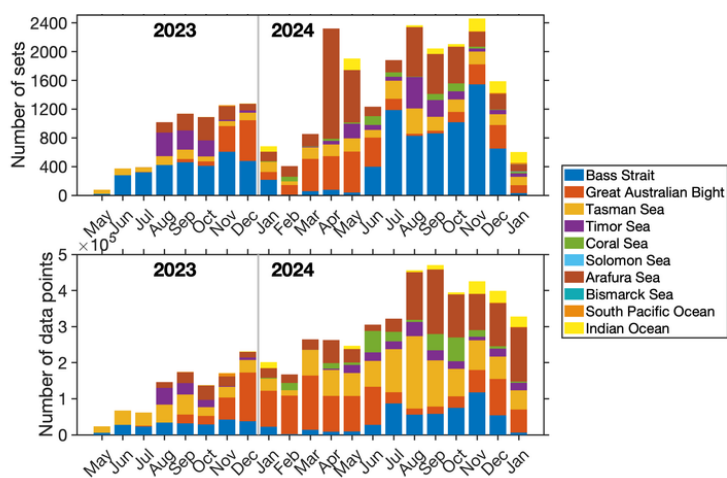 2023
2024
Number of sets
2400
2000
1600
1200
800
400
0
May Jun Jul Aug Sep Oct Nov Dec Jan Feb Mar Apr May Jun Jul Aug Sep Oct Nov Dec Jan
Bass Strait
Great Australian Bight
Tasman Sea
Timor Sea
Coral Sea
Solomon Sea
Arafura Sea
Bismarck Sea
South Pacific Ocean
Indian Ocean
× 10⁵
2023
2024
Number of data points
5
4
3
2
1
0
May Jun Jul Aug Sep Oct Nov Dec Jan Feb Mar Apr May Jun Jul Aug Sep Oct Nov Dec Jan